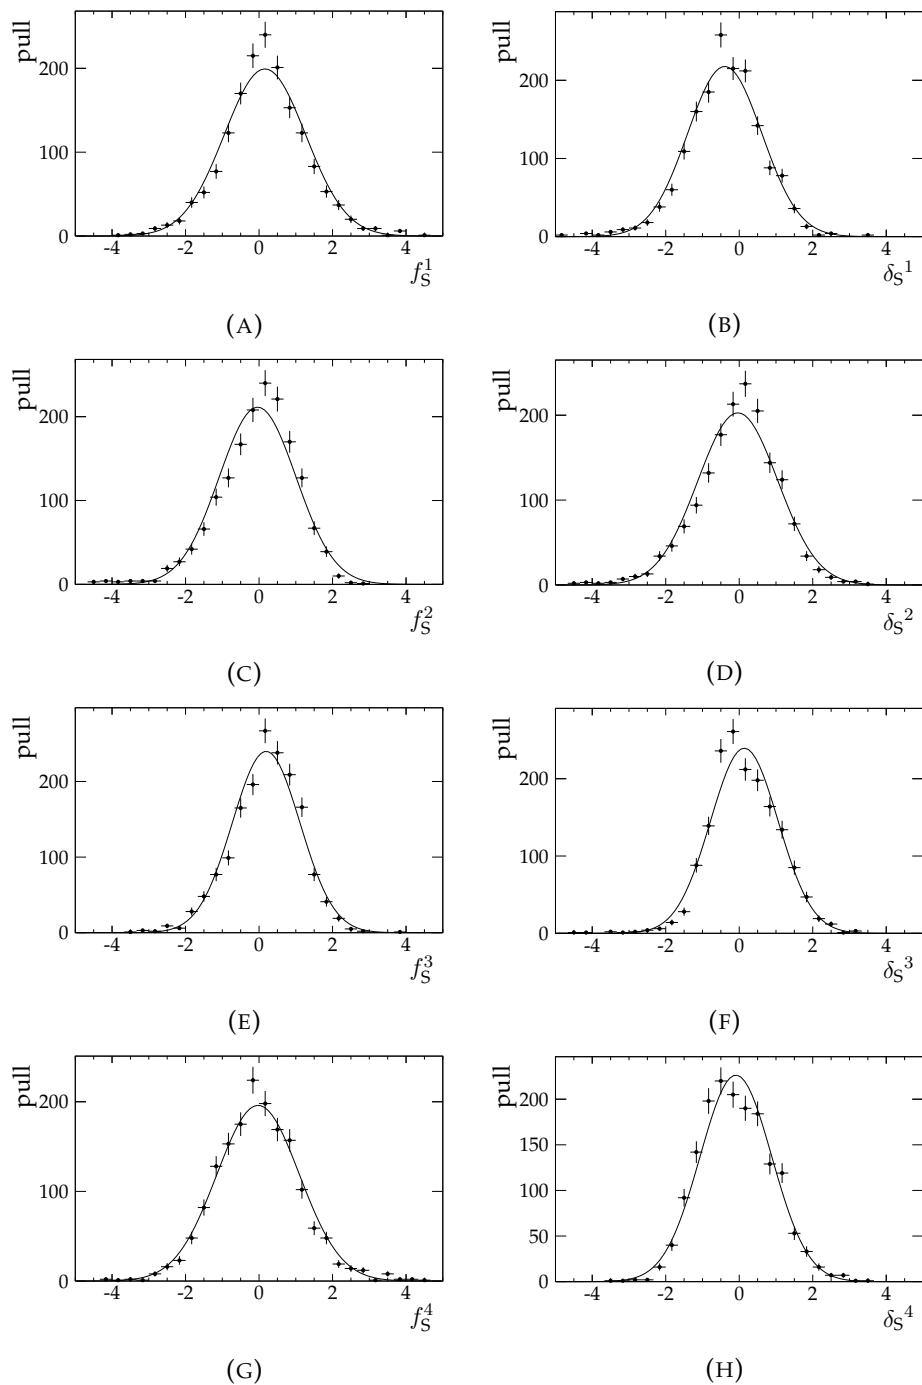 pull pull
200 200
100 100
0 0
-4 -2 0 2 4 -4 -2 0 2 4
f_S^1 δ_S^1
(A) (B)
pull pull
200 200
100 100
0 0
-4 -2 0 2 4 -4 -2 0 2 4
f_S^2 δ_S^2
(C) (D)
pull pull
200 200
100 100
0 0
-4 -2 0 2 4 -4 -2 0 2 4
f_S^3 δ_S^3
(E) (F)
pull pull
200 200
150
100 100
50
0 0
-4 -2 0 2 4 -4 -2 0 2 4
f_S^4 δ_S^4
(G) (H)